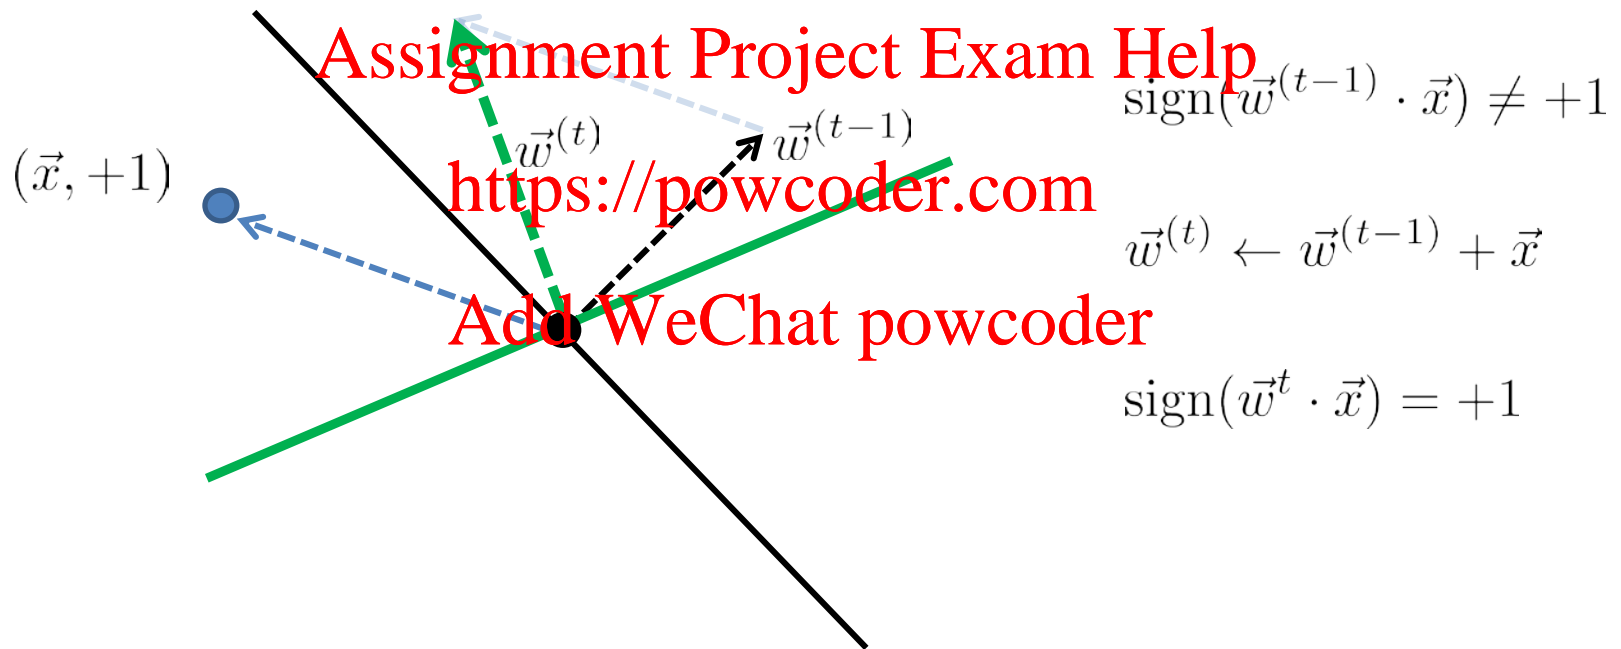 Assignment Project Exam Help
sign(w⃗^(t−1) · x⃗) ≠ +1
w⃗^(t)
w⃗^(t−1)
(x⃗, +1)
https://powcoder.com
w⃗^(t) ← w⃗^(t−1) + x⃗
Add WeChat powcoder
sign(w⃗^t · x⃗) = +1